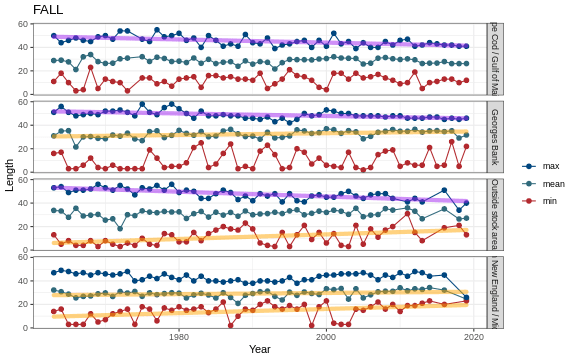 FALL
60
40
20
0
pe Cod / Gulf of Ma
60
40
20
0
Georges Bank
60
40
20
0
Outside stock area
60
40
20
0
New England / Mi
Length
1980
2000
2020
Year
max
mean
min